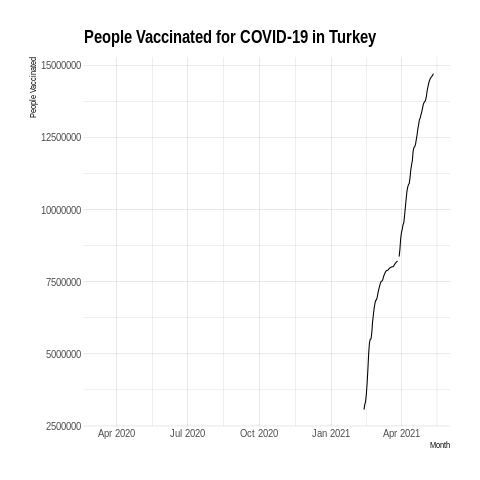 People Vaccinated for COVID-19 in Turkey
People Vaccinated
15000000
12500000
10000000
7500000
5000000
2500000
Apr 2020 Jul 2020 Oct 2020 Jan 2021 Apr 2021
Month